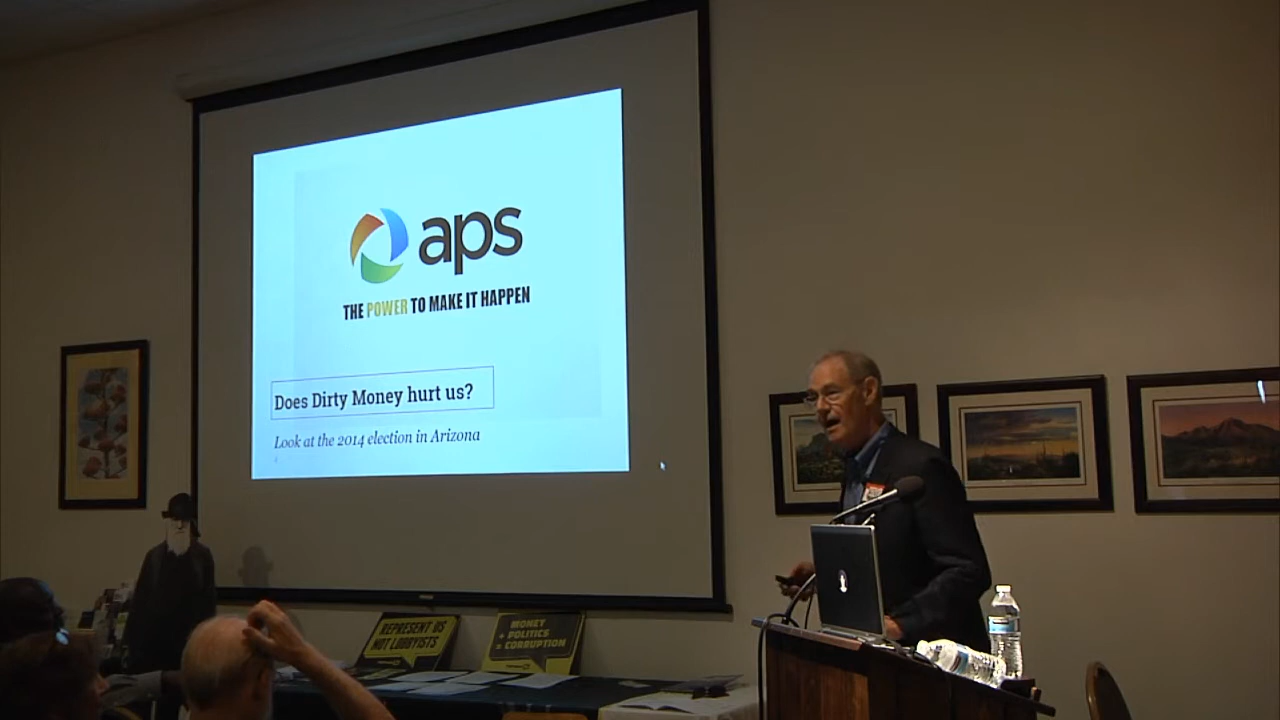 aps
THE POWER TO MAKE IT HAPPEN
Does Dirty Money hurt us?
Look at the 2014 election in Arizona
REPRESENT US
NOT LOBBYISTS
MONEY
+ POLITICS
= CORRUPTION